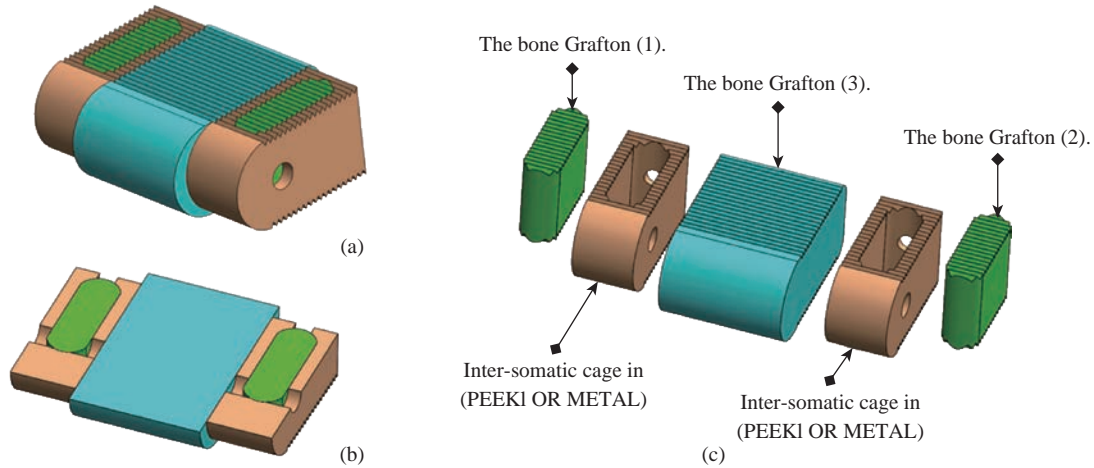 The bone Grafton (1).
The bone Grafton (3).
The bone Grafton (2).
(a)
Inter-somatic cage in
(PEEKl OR METAL)
Inter-somatic cage in
(PEEKl OR METAL)
(b)
(c)